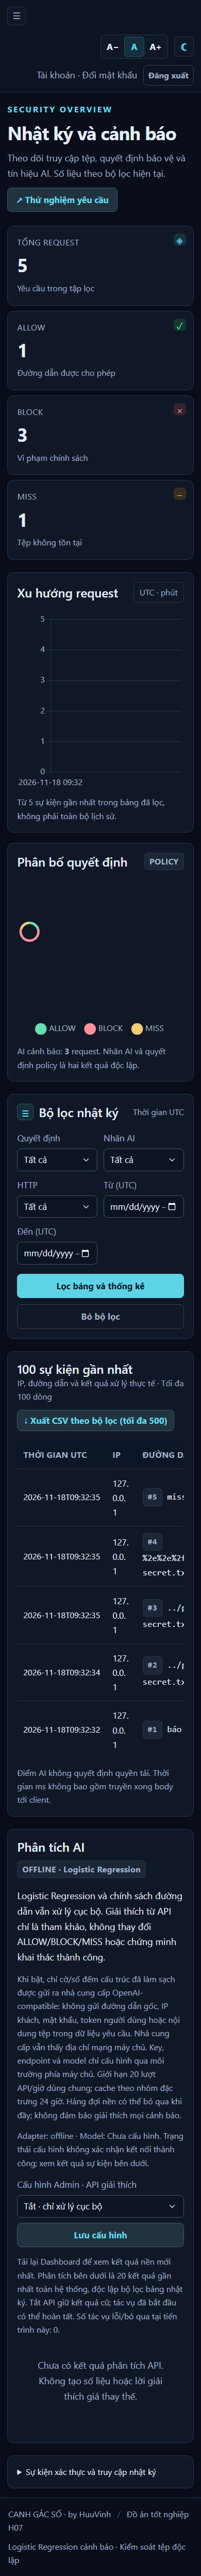 ☰
A− A A+ ☾
Tài khoản · Đổi mật khẩu Đăng xuất
SECURITY OVERVIEW
Nhật ký và cảnh báo
Theo dõi truy cập tệp, quyết định bảo vệ và
tín hiệu AI. Số liệu theo bộ lọc hiện tại.
↗ Thử nghiệm yêu cầu
TỔNG REQUEST
5
Yêu cầu trong tập lọc
ALLOW
1
Đường dẫn được cho phép
BLOCK
3
Vi phạm chính sách
MISS
1
Tệp không tồn tại
Xu hướng request UTC · phút
5
4
3
2
1
0
2026-11-18 09:32
Từ 5 sự kiện gần nhất trong bảng đã lọc,
không phải toàn bộ lịch sử.
Phân bố quyết định POLICY
ALLOW BLOCK MISS
AI cảnh báo: 3 request. Nhãn AI và quyết
định policy là hai kết quả độc lập.
Bộ lọc nhật ký Thời gian UTC
Quyết định Nhãn AI
Tất cả Tất cả
HTTP Từ (UTC)
Tất cả mm/dd/yyyy --
Đến (UTC)
mm/dd/yyyy --
Lọc bảng và thống kê
Bỏ bộ lọc
100 sự kiện gần nhất
IP, đường dẫn và kết quả xử lý thực tế · Tối đa
100 dòng
↓ Xuất CSV theo bộ lọc (tối đa 500)
THỜI GIAN UTC IP ĐƯỜNG D
2026-11-18T09:32:35 127.0.0.1 #5 miss
2026-11-18T09:32:35 127.0.0.1 #4 %2e%2e%2f secret.tx
2026-11-18T09:32:35 127.0.0.1 #3 ../p secret.tx
2026-11-18T09:32:34 127.0.0.1 #2 ../p secret.tx
2026-11-18T09:32:32 127.0.0.1 #1 báo
Điểm AI không quyết định quyền tải. Thời
gian ms không bao gồm truyền xong body
tới client.
Phân tích AI
OFFLINE · Logistic Regression
Logistic Regression và chính sách đường
dẫn vẫn xử lý cục bộ. Giải thích từ API
chỉ là tham khảo, không thay đổi
ALLOW/BLOCK/MISS hoặc chứng minh
khai thác thành công.
Khi bật, chỉ cờ/số đếm cấu trúc đã làm sạch
được gửi ra nhà cung cấp OpenAI-
compatible: không gửi đường dẫn gốc, IP
khách, mật khẩu, token người dùng hoặc nội
dung tệp trong dữ liệu yêu cầu. Nhà cung
cấp vẫn thấy địa chỉ mạng máy chủ. Key,
endpoint và model chỉ cấu hình qua môi
trường phía máy chủ. Giới hạn 20 lượt
API/giờ dùng chung; cache theo nhóm đặc
trưng 24 giờ. Hàng đợi nền có thể bỏ qua khi
đầy; không đảm bảo giải thích mọi cảnh báo.
Adapter: offline · Model: Chưa cấu hình. Trạng
thái cấu hình không xác nhận kết nối thành
công; xem kết quả sự kiện bên dưới.
Cấu hình Admin · API giải thích
Tắt · chỉ xử lý cục bộ
Lưu cấu hình
Tải lại Dashboard để xem kết quả nền mới
nhất. Phân tích bên dưới là 20 kết quả gần
nhất toàn hệ thống, độc lập bộ lọc bảng nhật
ký. Tắt API giữ kết quả cũ; tác vụ đã bắt đầu
có thể hoàn tất. Số tác vụ lỗi/bỏ qua tại tiến
trình này: 0.
Chưa có kết quả phân tích API.
Không tạo số liệu hoặc lời giải
thích giả thay thế.
▶ Sự kiện xác thực và truy cập nhật ký
CANH GÁC SỐ · by HuuVinh / Đồ án tốt nghiệp
H07
Logistic Regression cảnh báo · Kiểm soát tệp độc
lập